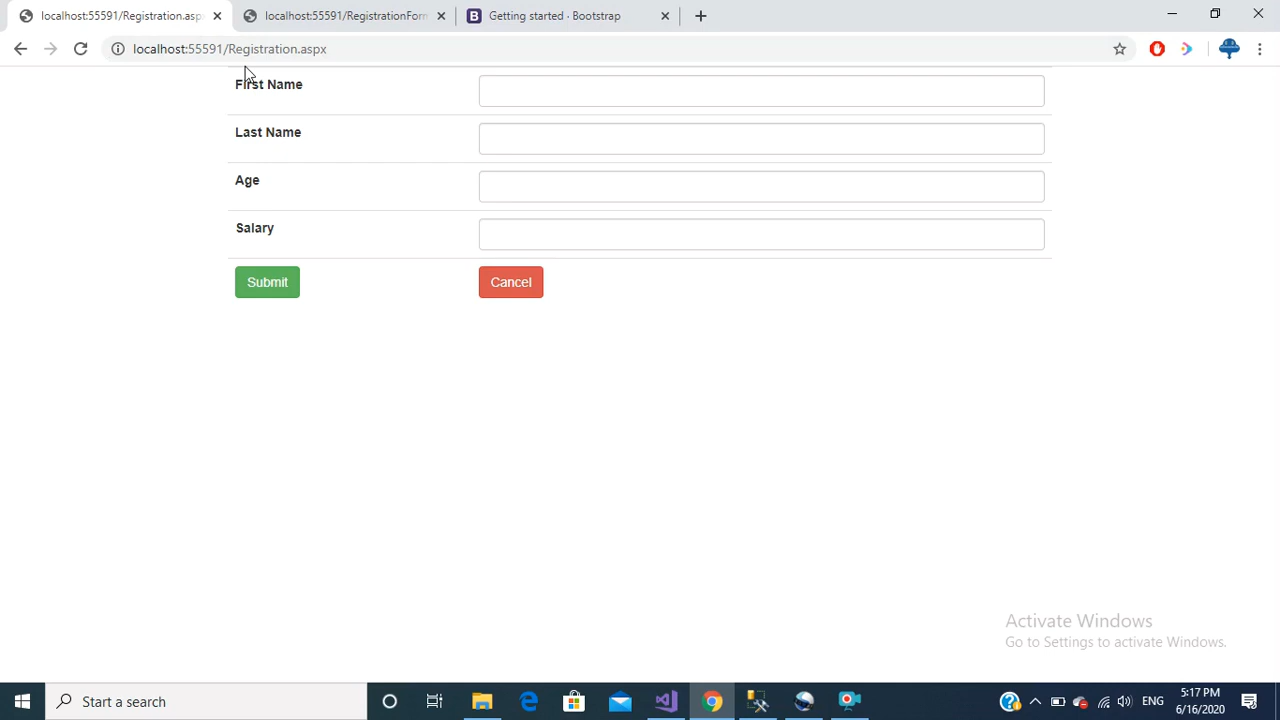 localhost:55591/Registration.asp
localhost:55591/RegistrationForm
Getting started · Bootstrap
localhost:55591/Registration.aspx
First Name
Last Name
Age
Salary
Submit
Cancel
Activate Windows
Go to Settings to activate Windows.
Start a search
ENG
5:17 PM
6/16/2020